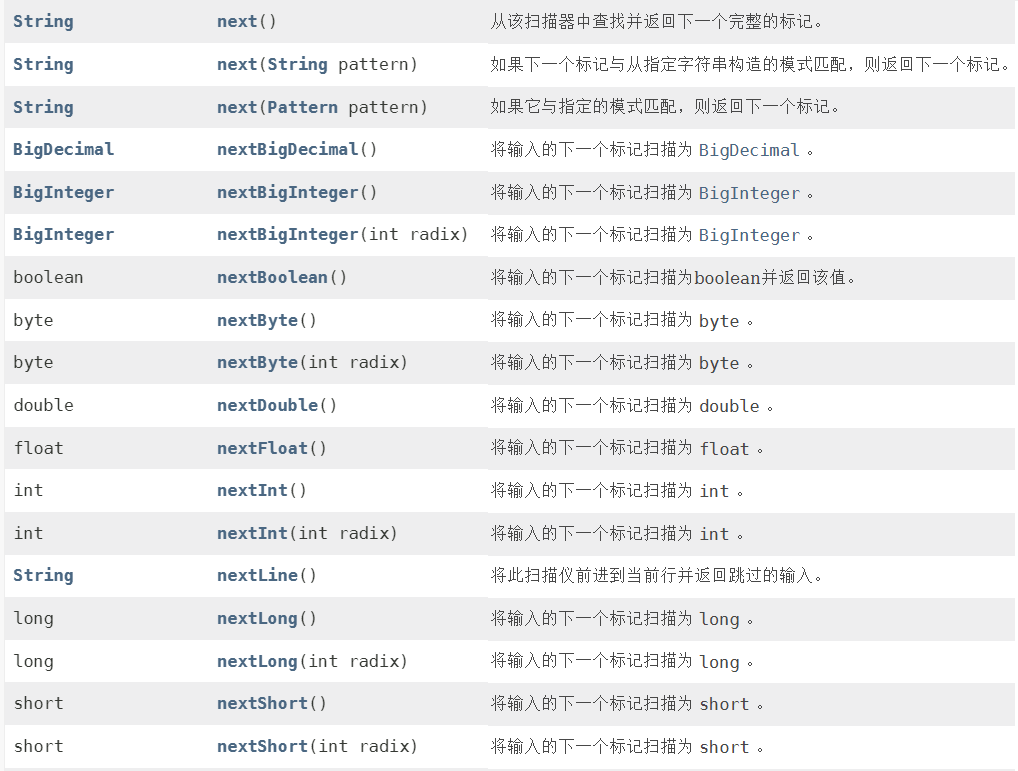 String next() 从该扫描器中查找并返回下一个完整的标记。
String next(String pattern) 如果下一个标记与从指定字符串构造的模式匹配，则返回下一个标记。
String next(Pattern pattern) 如果它与指定的模式匹配，则返回下一个标记。
BigDecimal nextBigDecimal() 将输入的下一个标记扫描为 BigDecimal 。
BigInteger nextBigInteger() 将输入的下一个标记扫描为 BigInteger 。
BigInteger nextBigInteger(int radix) 将输入的下一个标记扫描为 BigInteger 。
boolean nextBoolean() 将输入的下一个标记扫描为boolean并返回该值。
byte nextByte() 将输入的下一个标记扫描为 byte 。
byte nextByte(int radix) 将输入的下一个标记扫描为 byte 。
double nextDouble() 将输入的下一个标记扫描为 double 。
float nextFloat() 将输入的下一个标记扫描为 float 。
int nextInt() 将输入的下一个标记扫描为 int 。
int nextInt(int radix) 将输入的下一个标记扫描为 int 。
String nextLine() 将此扫描仪前进到当前行并返回跳过的输入。
long nextLong() 将输入的下一个标记扫描为 long 。
long nextLong(int radix) 将输入的下一个标记扫描为 long 。
short nextShort() 将输入的下一个标记扫描为 short 。
short nextShort(int radix) 将输入的下一个标记扫描为 short 。